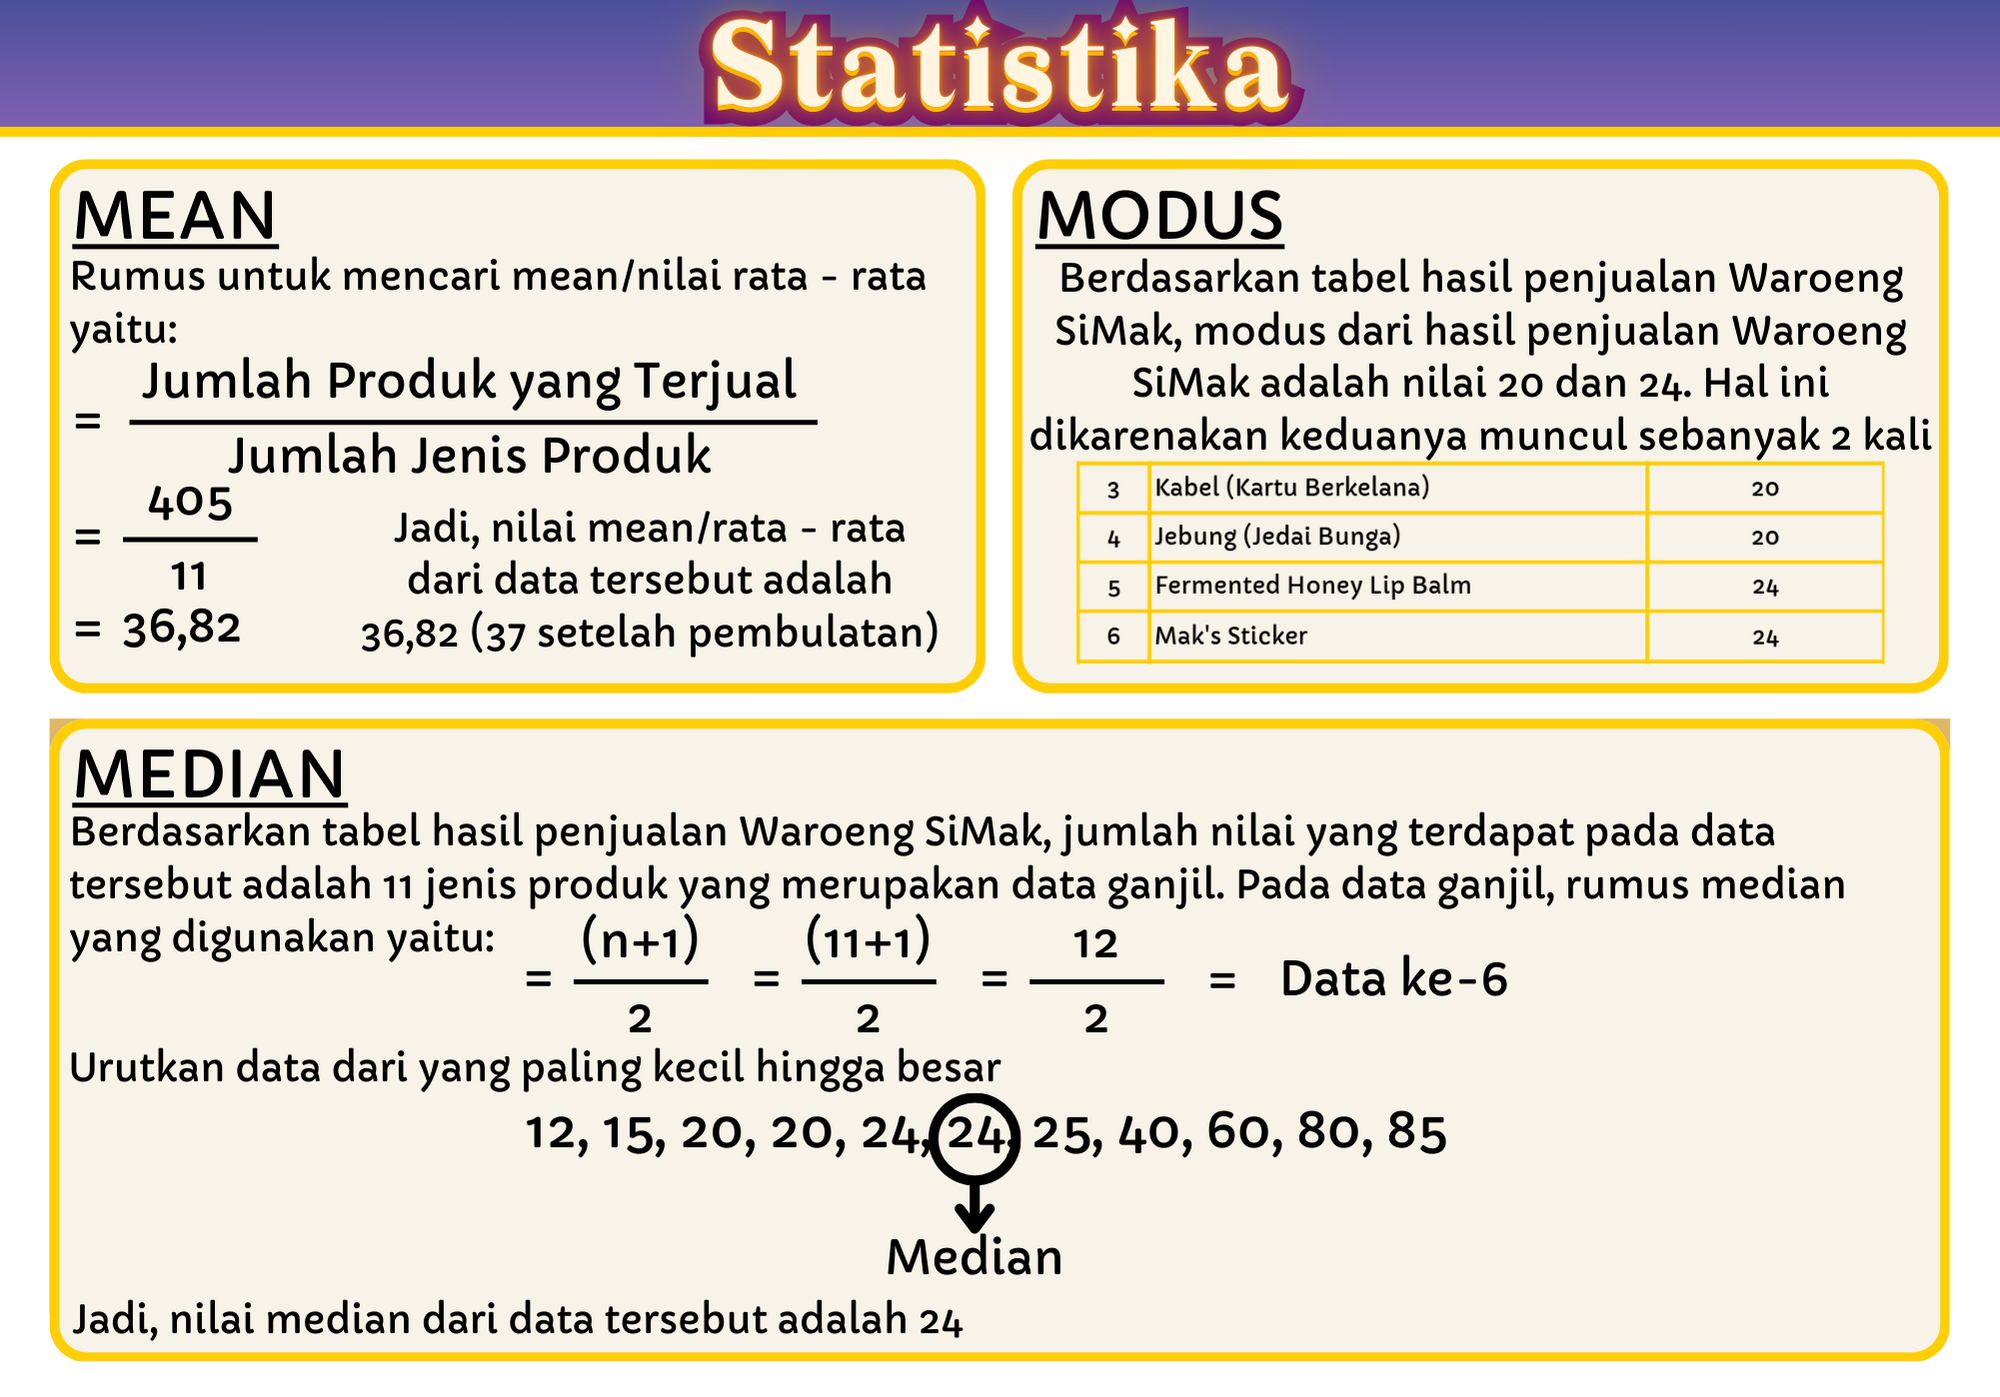 Statistika
MEAN
Rumus untuk mencari mean/nilai rata - rata
yaitu:
= Jumlah Produk yang Terjual
Jumlah Jenis Produk
= 405
11
= 36,82
Jadi, nilai mean/rata - rata
dari data tersebut adalah
36,82 (37 setelah pembulatan)
MODUS
Berdasarkan tabel hasil penjualan Waroeng
SiMak, modus dari hasil penjualan Waroeng
SiMak adalah nilai 20 dan 24. Hal ini
dikarenakan keduanya muncul sebanyak 2 kali
3 Kabel (Kartu Berkelana) 20
4 Jebung (Jedai Bunga) 20
5 Fermented Honey Lip Balm 24
6 Mak's Sticker 24
MEDIAN
Berdasarkan tabel hasil penjualan Waroeng SiMak, jumlah nilai yang terdapat pada data
tersebut adalah 11 jenis produk yang merupakan data ganjil. Pada data ganjil, rumus median
yang digunakan yaitu:
= (n+1) = (11+1) = 12 = Data ke-6
2 2 2
Urutkan data dari yang paling kecil hingga besar
12, 15, 20, 20, 24, 24, 25, 40, 60, 80, 85
Median
Jadi, nilai median dari data tersebut adalah 24